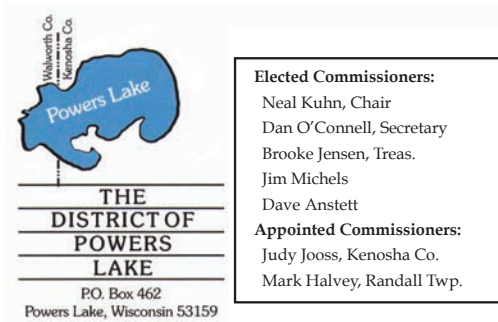 Walworth Co.
Kenosha Co.
Powers Lake
THE
DISTRICT OF
POWERS
LAKE
P.O. Box 462
Powers Lake, Wisconsin 53159
Elected Commissioners:
Neal Kuhn, Chair
Dan O’Connell, Secretary
Brooke Jensen, Treas.
Jim Michels
Dave Anstett
Appointed Commissioners:
Judy Jooss, Kenosha Co.
Mark Halvey, Randall Twp.